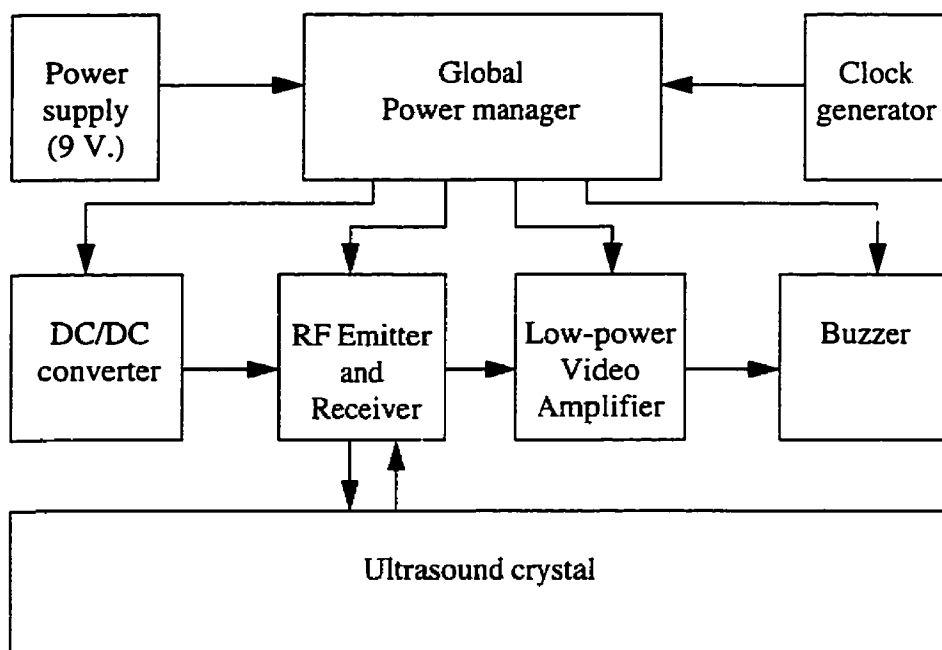 Power
supply
(9 V.)
Global
Power manager
Clock
generator
DC/DC
converter
RF Emitter
and
Receiver
Low-power
Video
Amplifier
Buzzer
Ultrasound crystal